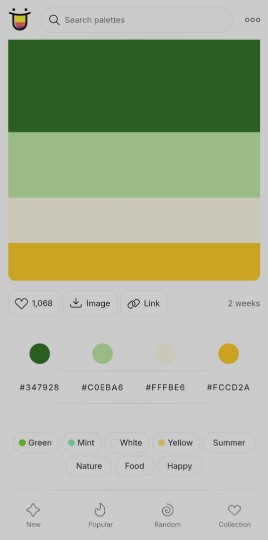 Search palettes
1,068
Image
Link
2 weeks
#347928
#C0EBA6
#FFFBE6
#FCCD2A
Green
Mint
White
Yellow
Summer
Nature
Food
Happy
New
Popular
Random
Collection